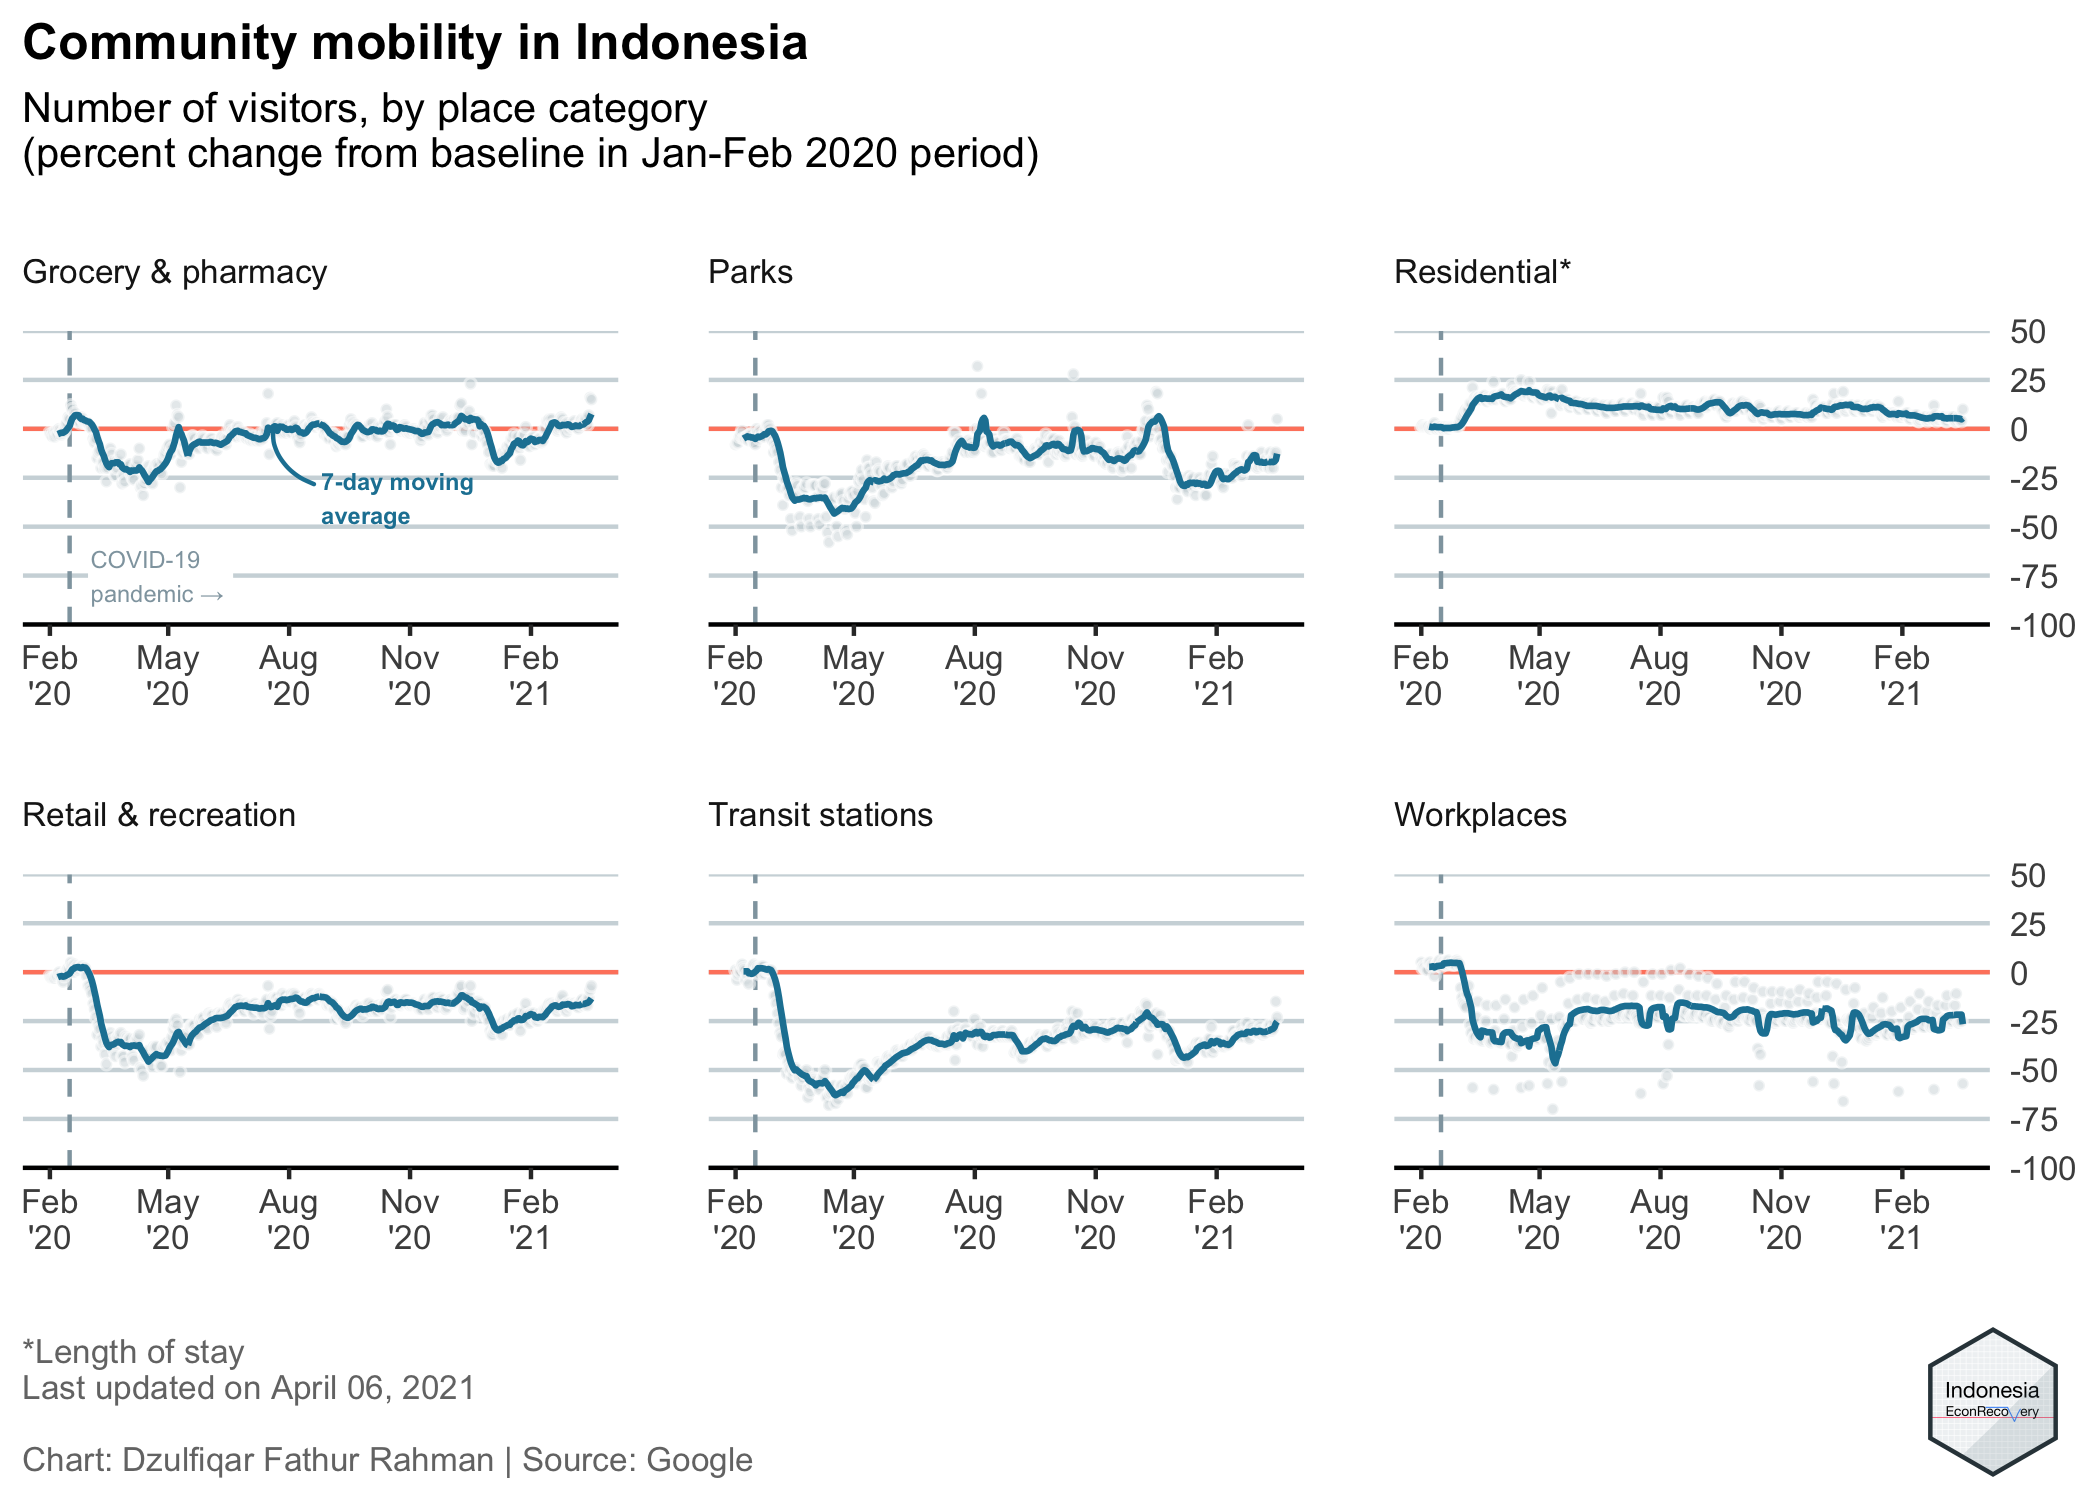 Community mobility in Indonesia
Number of visitors, by place category
(percent change from baseline in Jan-Feb 2020 period)
Grocery & pharmacy
7-day moving
average
COVID-19
pandemic →
Feb '20
May '20
Aug '20
Nov '20
Feb '21
Parks
Feb '20
May '20
Aug '20
Nov '20
Feb '21
Residential*
50
25
0
-25
-50
-75
-100
Feb '20
May '20
Aug '20
Nov '20
Feb '21
Retail & recreation
Feb '20
May '20
Aug '20
Nov '20
Feb '21
Transit stations
Feb '20
May '20
Aug '20
Nov '20
Feb '21
Workplaces
50
25
0
-25
-50
-75
-100
Feb '20
May '20
Aug '20
Nov '20
Feb '21
*Length of stay
Last updated on April 06, 2021
Chart: Dzulfiqar Fathur Rahman | Source: Google
Indonesia
EconRecovery